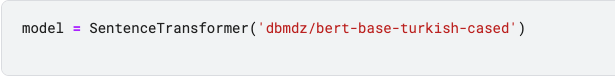 model = SentenceTransformer('dbmdz/bert-base-turkish-cased')